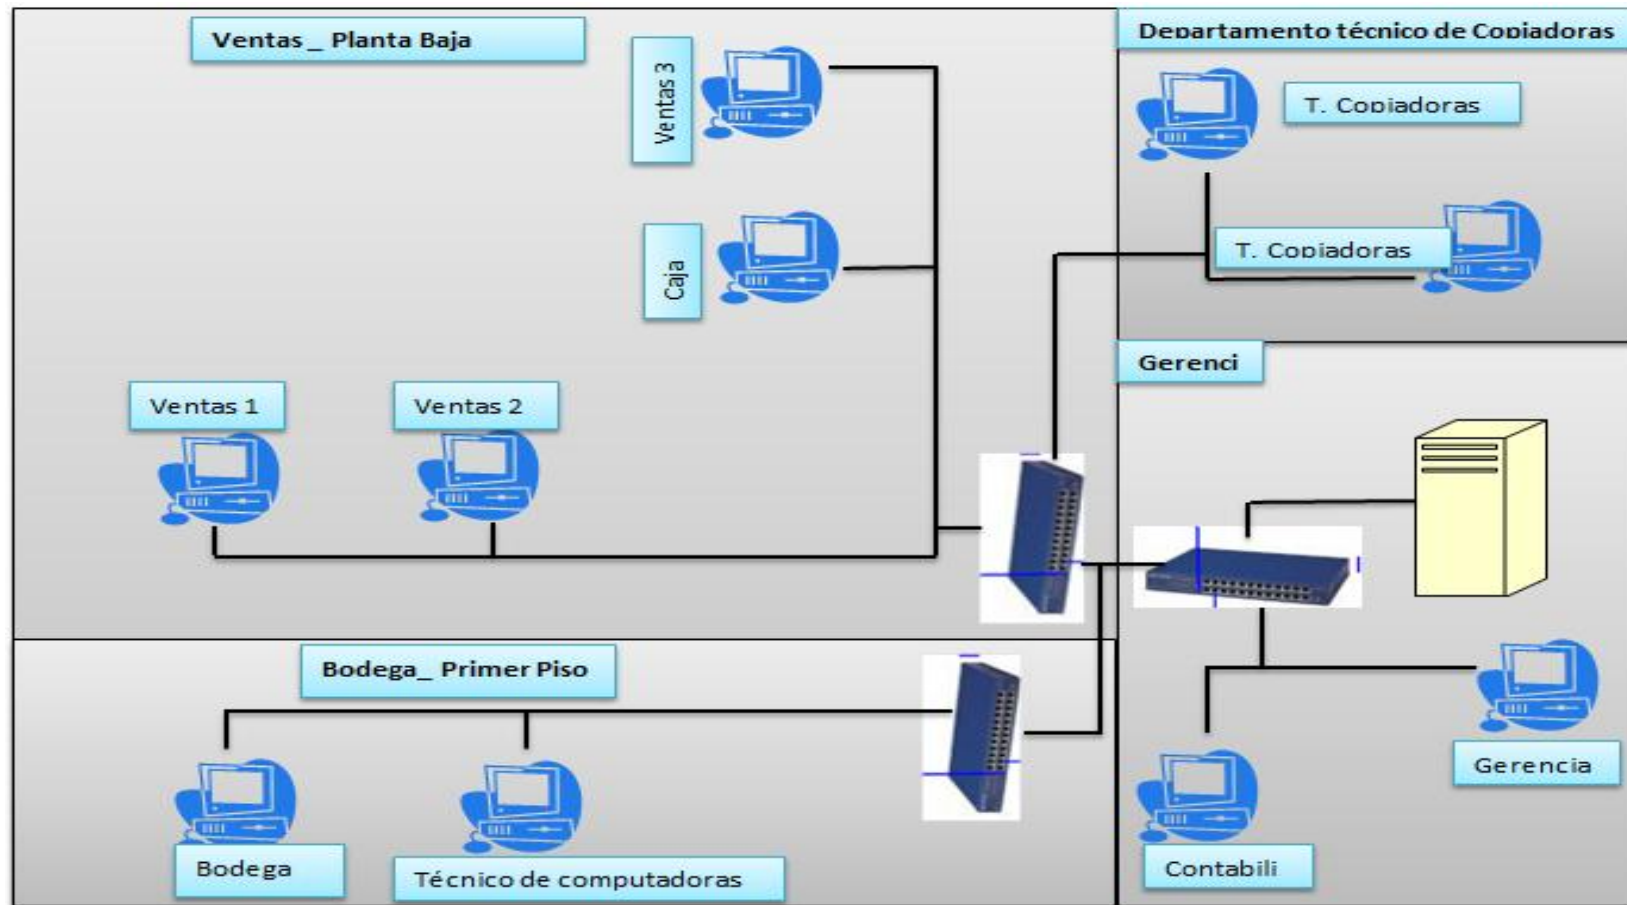 Ventas _ Planta Baja
Departamento técnico de Copiadoras
Ventas 3
T. Copiadoras
Caja
T. Copiadoras
Gerenci
Ventas 1
Ventas 2
Bodega_ Primer Piso
Gerencia
Bodega
Técnico de computadoras
Contabili